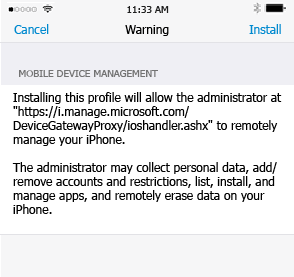 11:33 AM
Cancel Warning Install
MOBILE DEVICE MANAGEMENT
Installing this profile will allow the administrator at
"https://i.manage.microsoft.com/
DeviceGatewayProxy/ioshandler.ashx" to remotely
manage your iPhone.
The administrator may collect personal data, add/
remove accounts and restrictions, list, install, and
manage apps, and remotely erase data on your
iPhone.